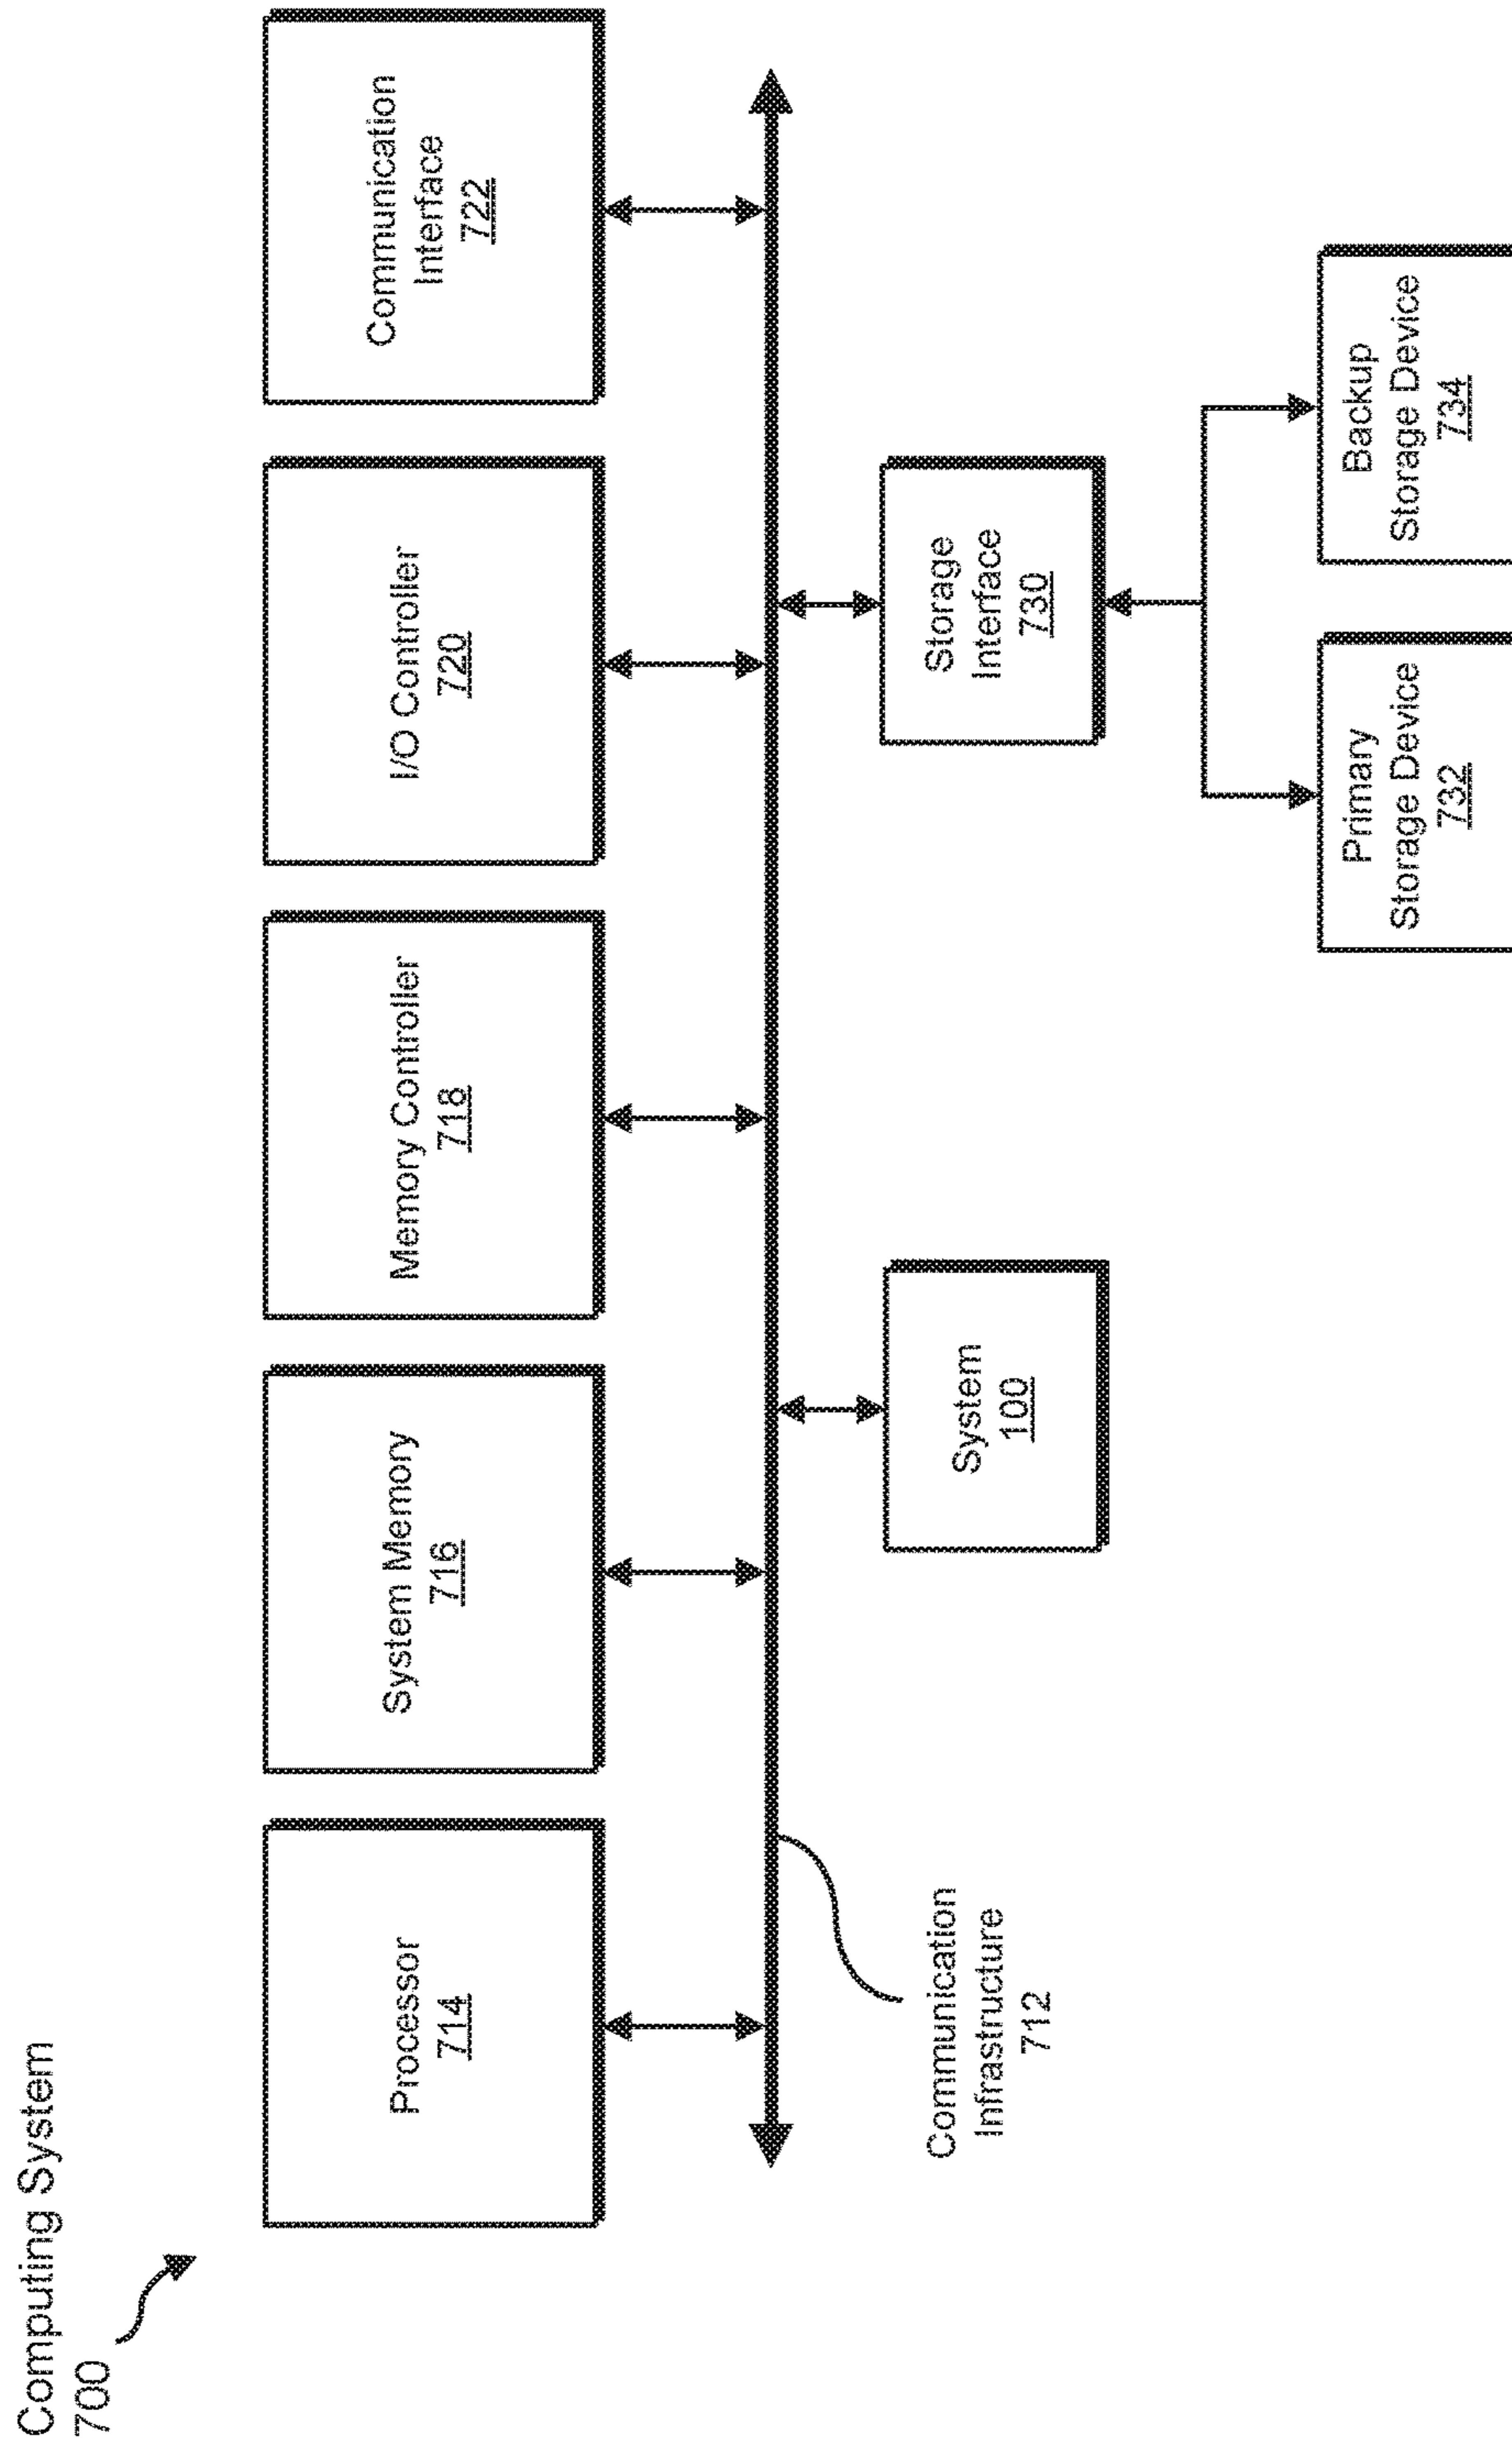 Computing System
700
Processor
714
System Memory
716
Memory Controller
718
I/O Controller
720
Communication
Interface
722
Communication
Infrastructure
712
System
100
Storage
Interface
730
Primary
Storage Device
732
Backup
Storage Device
734